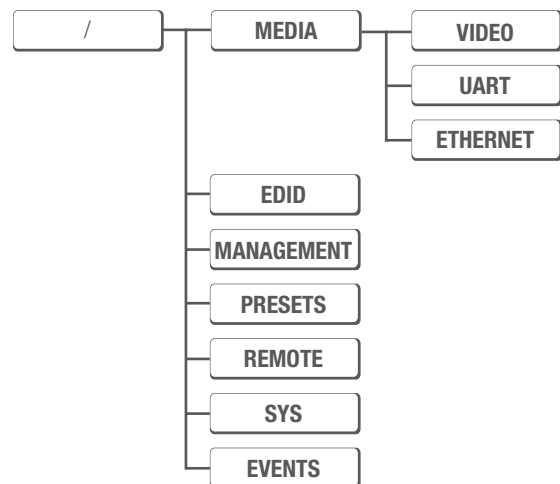 /
MEDIA
VIDEO
UART
ETHERNET
EDID
MANAGEMENT
PRESETS
REMOTE
SYS
EVENTS